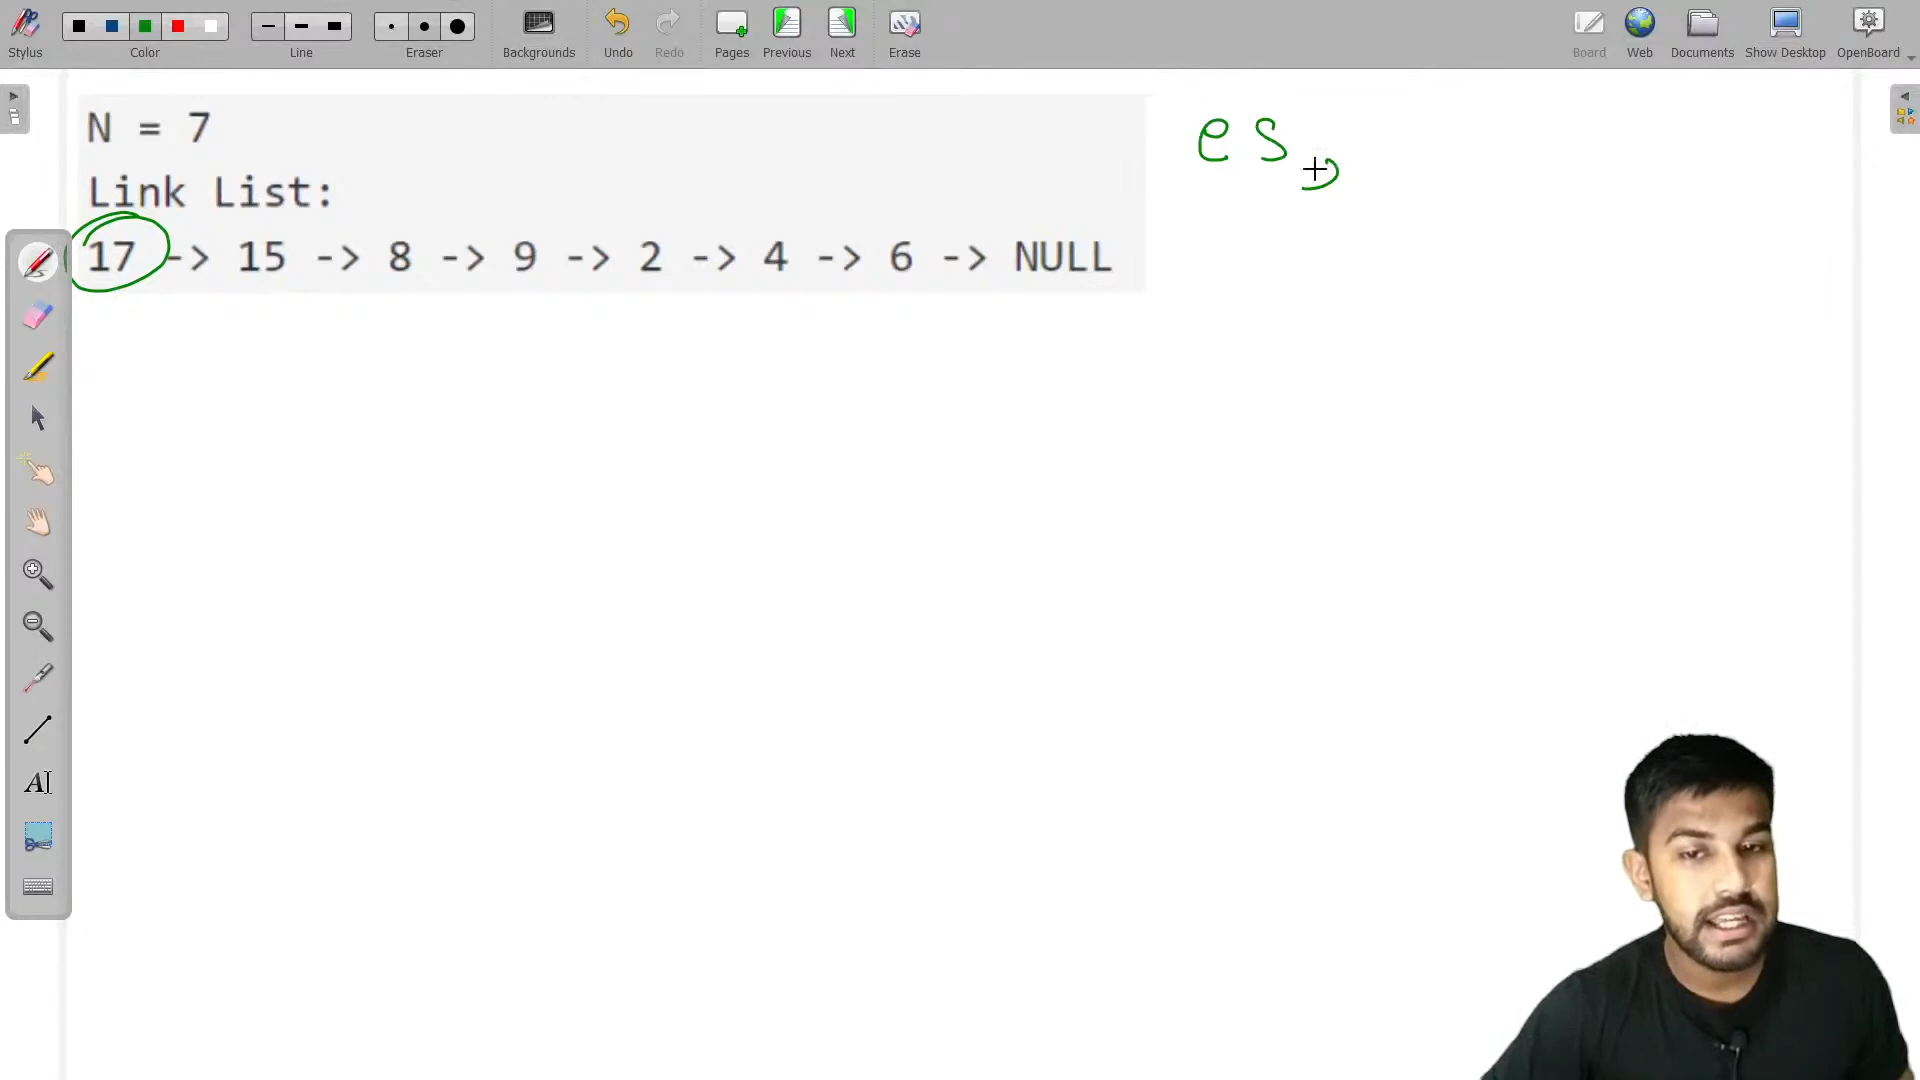 Stylus
Color
Line
Eraser
Backgrounds
Undo
Redo
Pages
Previous
Next
Erase
Board
Web
Documents
Show Desktop
OpenBoard
N = 7
Link List:
17 -> 15 -> 8 -> 9 -> 2 -> 4 -> 6 -> NULL
e s,
AI